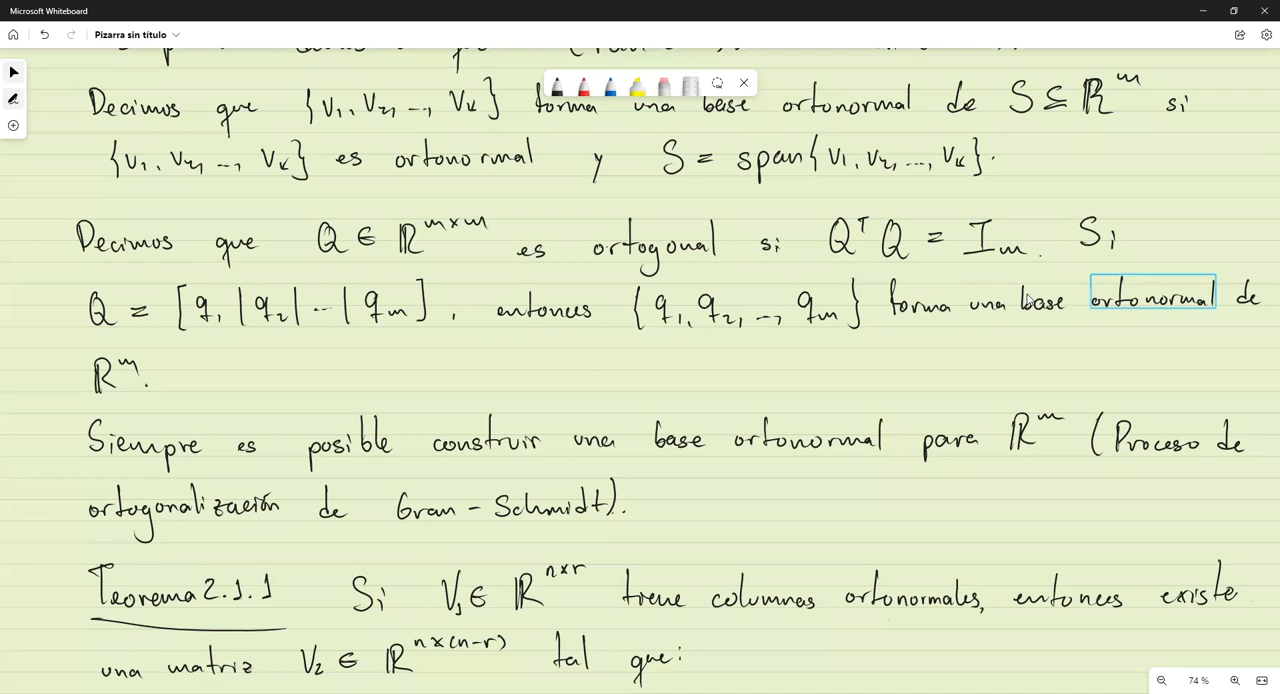 Microsoft Whiteboard
Pizarra sin título
Decimos que {v₁, v₂, ..., vₖ} forma una base ortonormal de S ⊆ ℝᵐ si
{v₁, v₂, ..., vₖ} es ortonormal y S = span{v₁, v₂, ..., vₖ}.
Decimos que Q ∈ ℝᵐˣᵐ es ortogonal si QᵀQ = Iₘ. Si
Q = [q₁ | q₂ | ... | qₘ], entonces {q₁, q₂, ..., qₘ} forma una base ortonormal de
ℝᵐ.
Siempre es posible construir una base ortonormal para ℝᵐ (Proceso de
ortogonalización de Gran-Schmidt).
Teorema 2.1.1 Si V₁ ∈ ℝⁿˣʳ tiene columnas ortonormales, entonces existe
una matriz V₂ ∈ ℝⁿˣ⁽ⁿ⁻ʳ⁾ tal que:
74 %